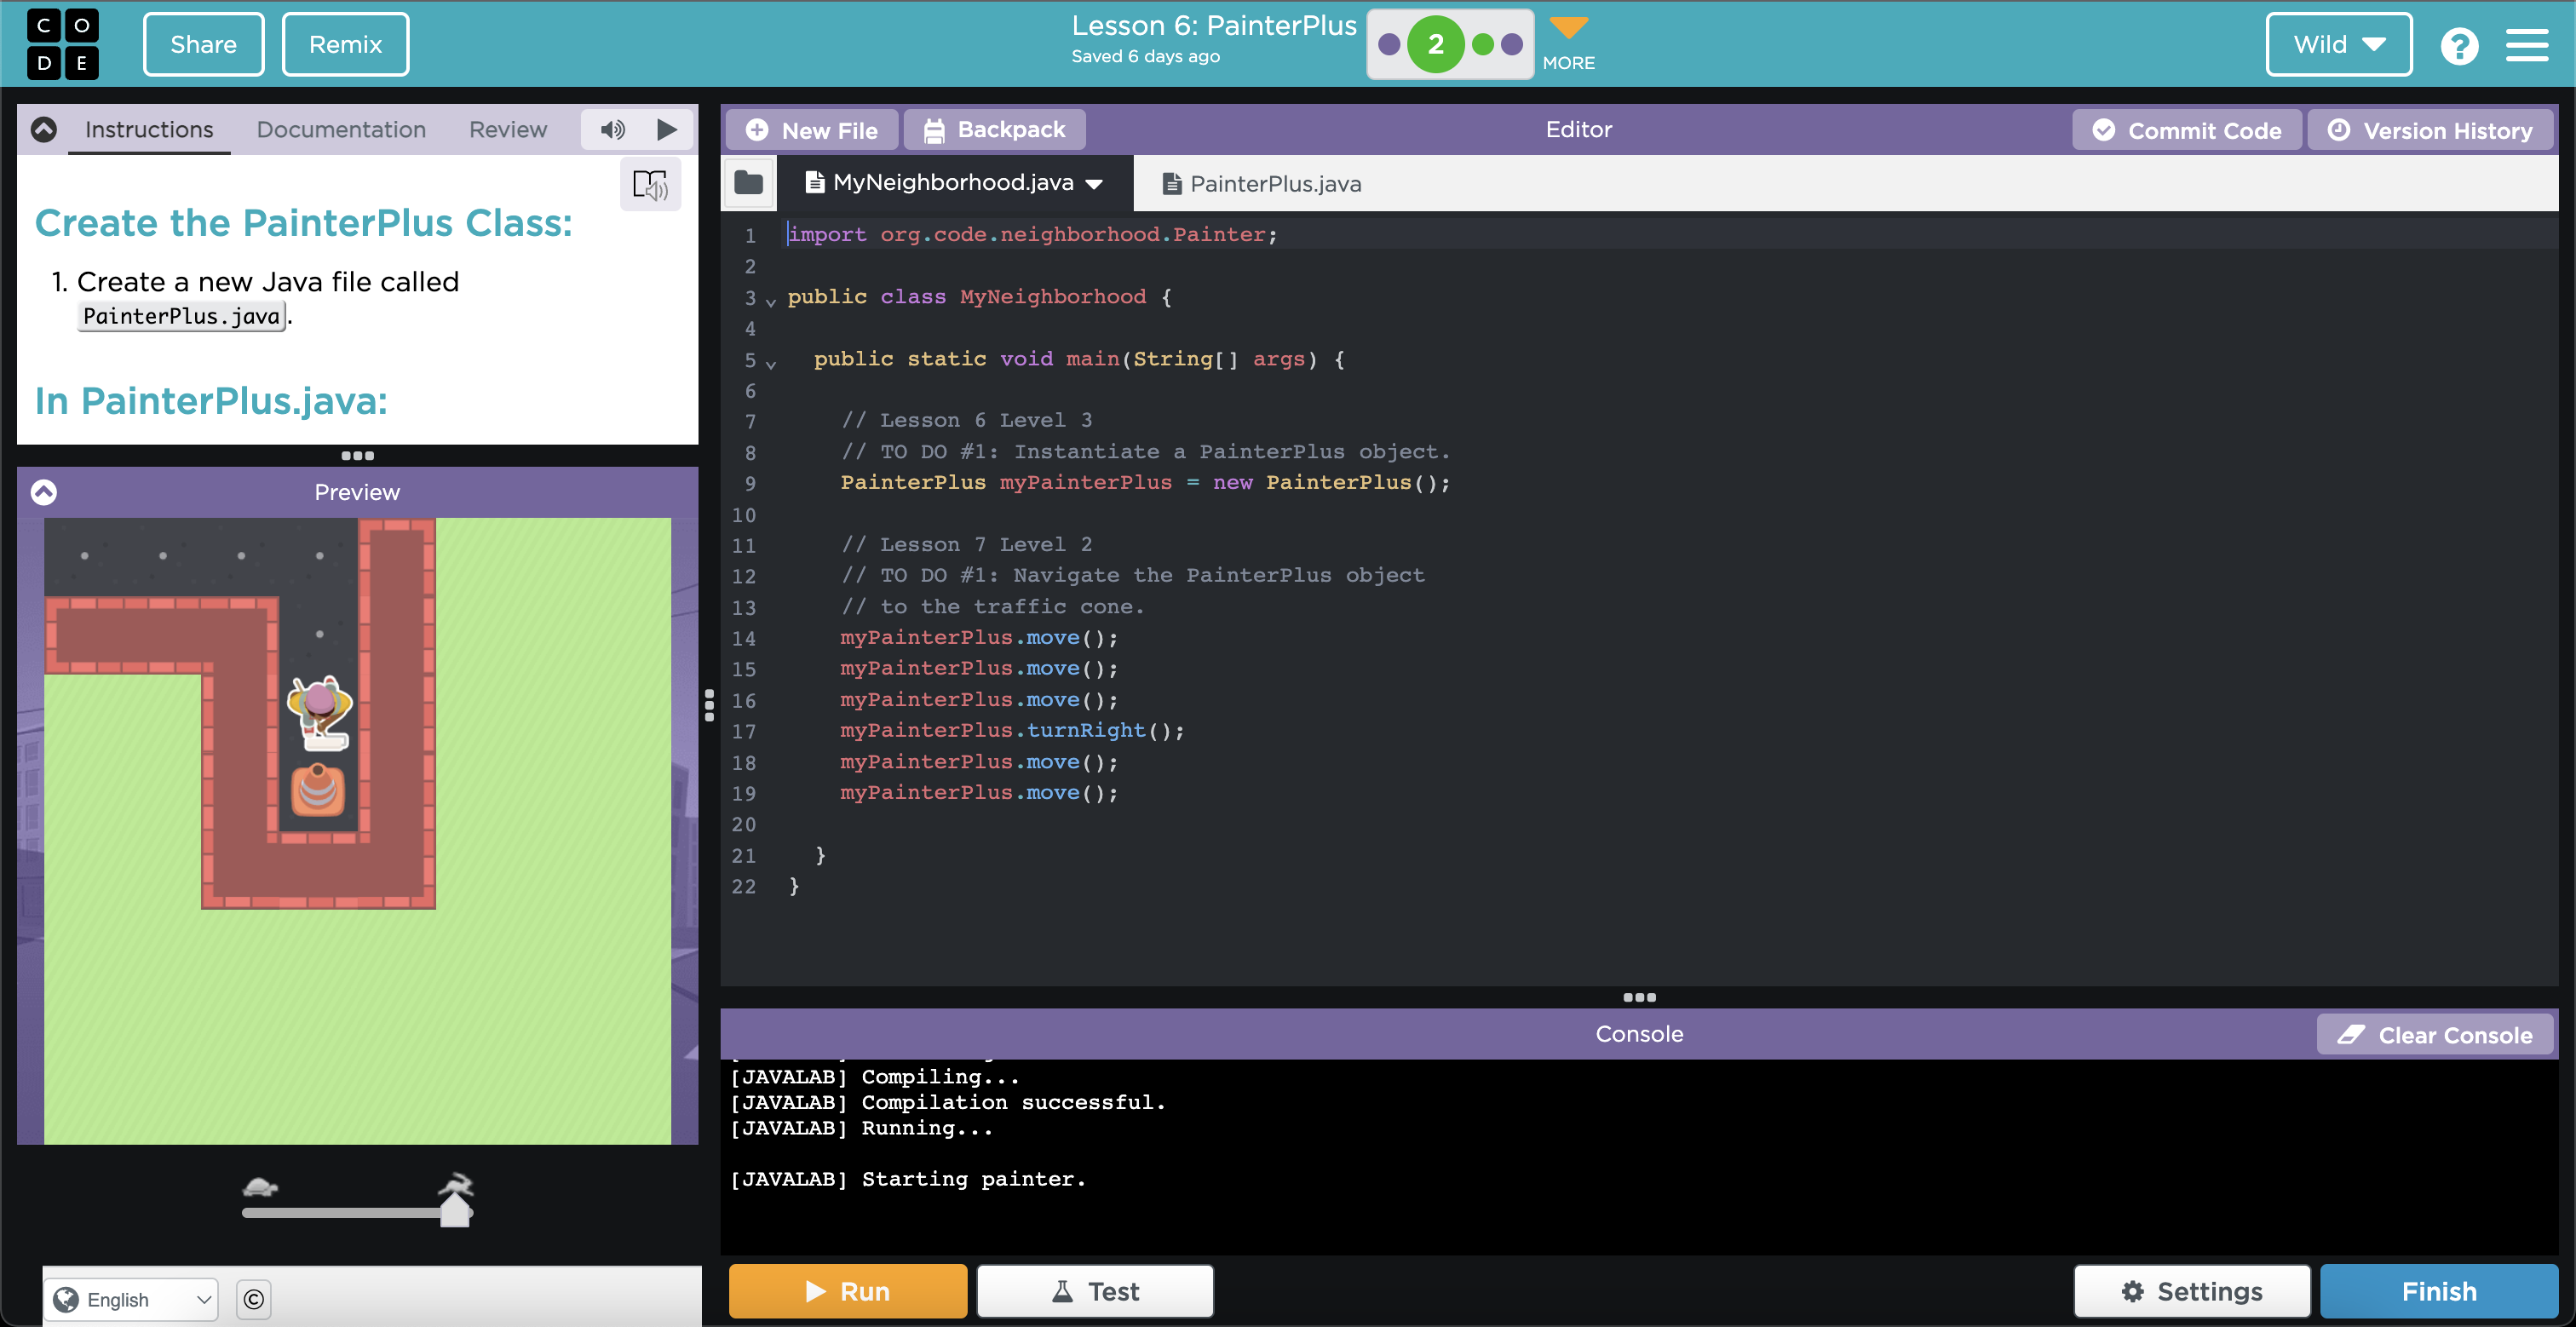 CODE
Share
Remix
Lesson 6: PainterPlus
Saved 6 days ago
2
MORE
Wild
?
Instructions
Documentation
Review
Create the PainterPlus Class:
1. Create a new Java file called
PainterPlus.java.
In PainterPlus.java:
Preview
English
©
New File
Backpack
Editor
Commit Code
Version History
MyNeighborhood.java
PainterPlus.java
1 import org.code.neighborhood.Painter;
2
3 public class MyNeighborhood {
4
5 public static void main(String[] args) {
6
7 // Lesson 6 Level 3
8 // TO DO #1: Instantiate a PainterPlus object.
9 PainterPlus myPainterPlus = new PainterPlus();
10
11 // Lesson 7 Level 2
12 // TO DO #1: Navigate the PainterPlus object
13 // to the traffic cone.
14 myPainterPlus.move();
15 myPainterPlus.move();
16 myPainterPlus.move();
17 myPainterPlus.turnRight();
18 myPainterPlus.move();
19 myPainterPlus.move();
20
21 }
22 }
Console
Clear Console
[JAVALAB] Compiling...
[JAVALAB] Compilation successful.
[JAVALAB] Running...
[JAVALAB] Starting painter.
Run
Test
Settings
Finish